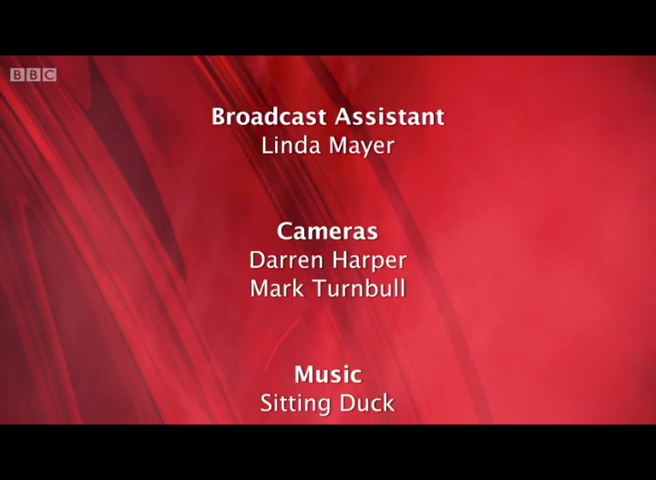 BBC
Broadcast Assistant
Linda Mayer
Cameras
Darren Harper
Mark Turnbull
Music
Sitting Duck